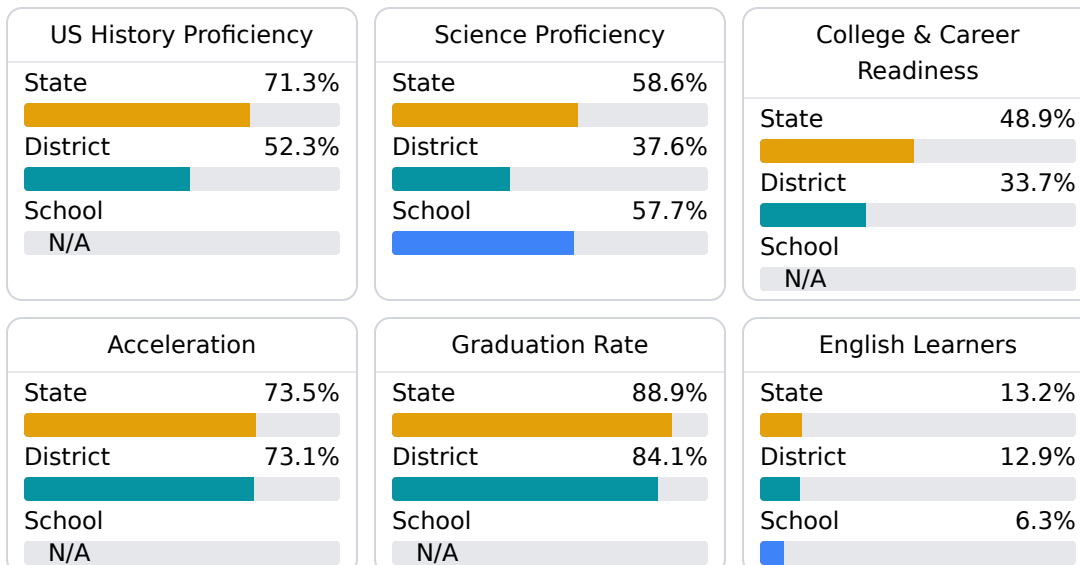 US History Proficiency
State 71.3%
District 52.3%
School
N/A
Science Proficiency
State 58.6%
District 37.6%
School 57.7%
College & Career
Readiness
State 48.9%
District 33.7%
School
N/A
Acceleration
State 73.5%
District 73.1%
School
N/A
Graduation Rate
State 88.9%
District 84.1%
School
N/A
English Learners
State 13.2%
District 12.9%
School 6.3%